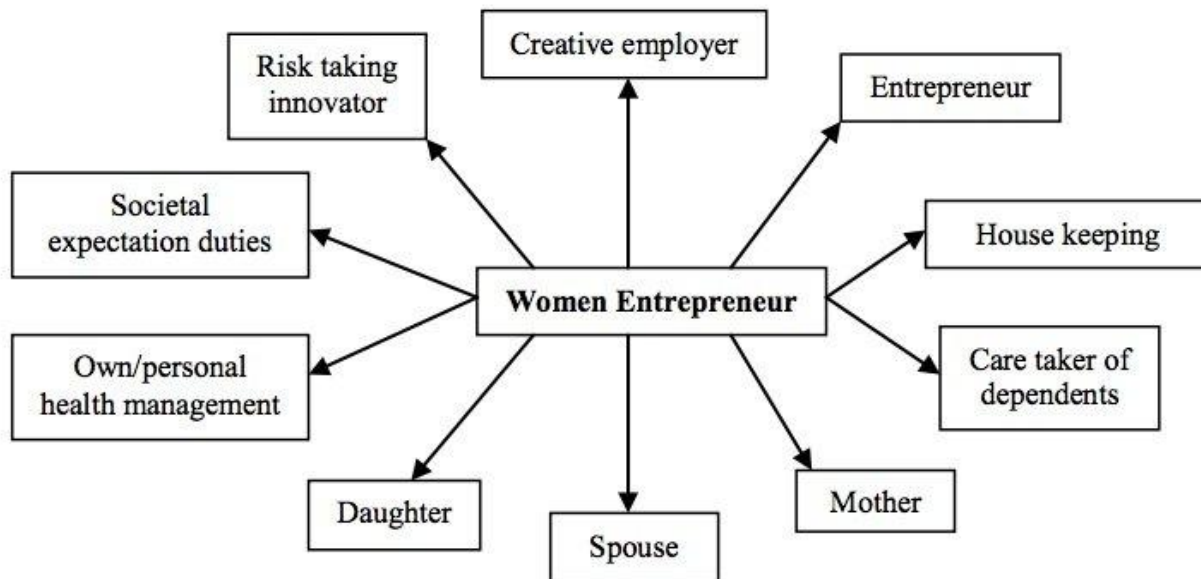 Creative employer
Risk taking
innovator
Entrepreneur
Societal
expectation duties
House keeping
Women Entrepreneur
Own/personal
health management
Care taker of
dependents
Daughter
Spouse
Mother